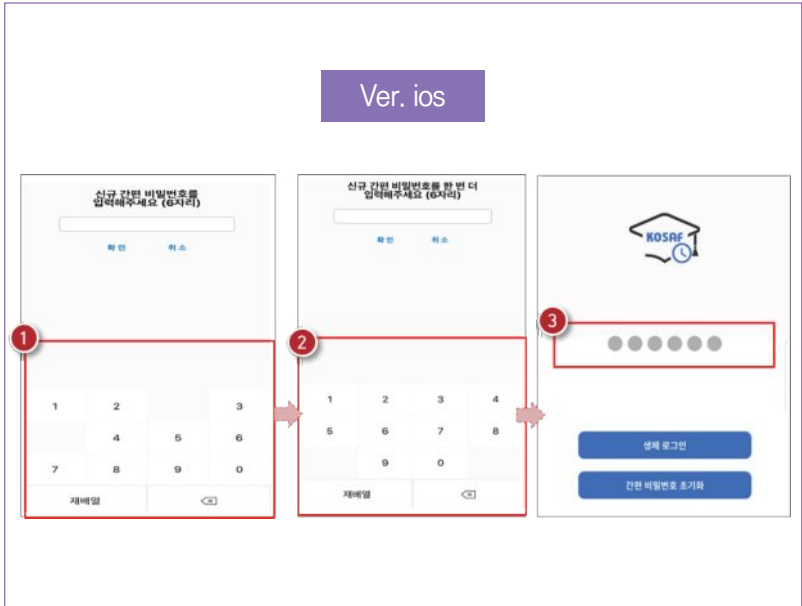 Ver. ios
신규 간편 비밀번호를
입력해주세요 (6자리)
확인 취소
1
1 2 3
4 5 6
7 8 9 0
재배열
신규 간편 비밀번호를 한 번 더
입력해주세요 (6자리)
확인 취소
2
1 2 3 4
5 6 7 8
9 0
재배열
KOSAF
3
생체 로그인
간편 비밀번호 초기화